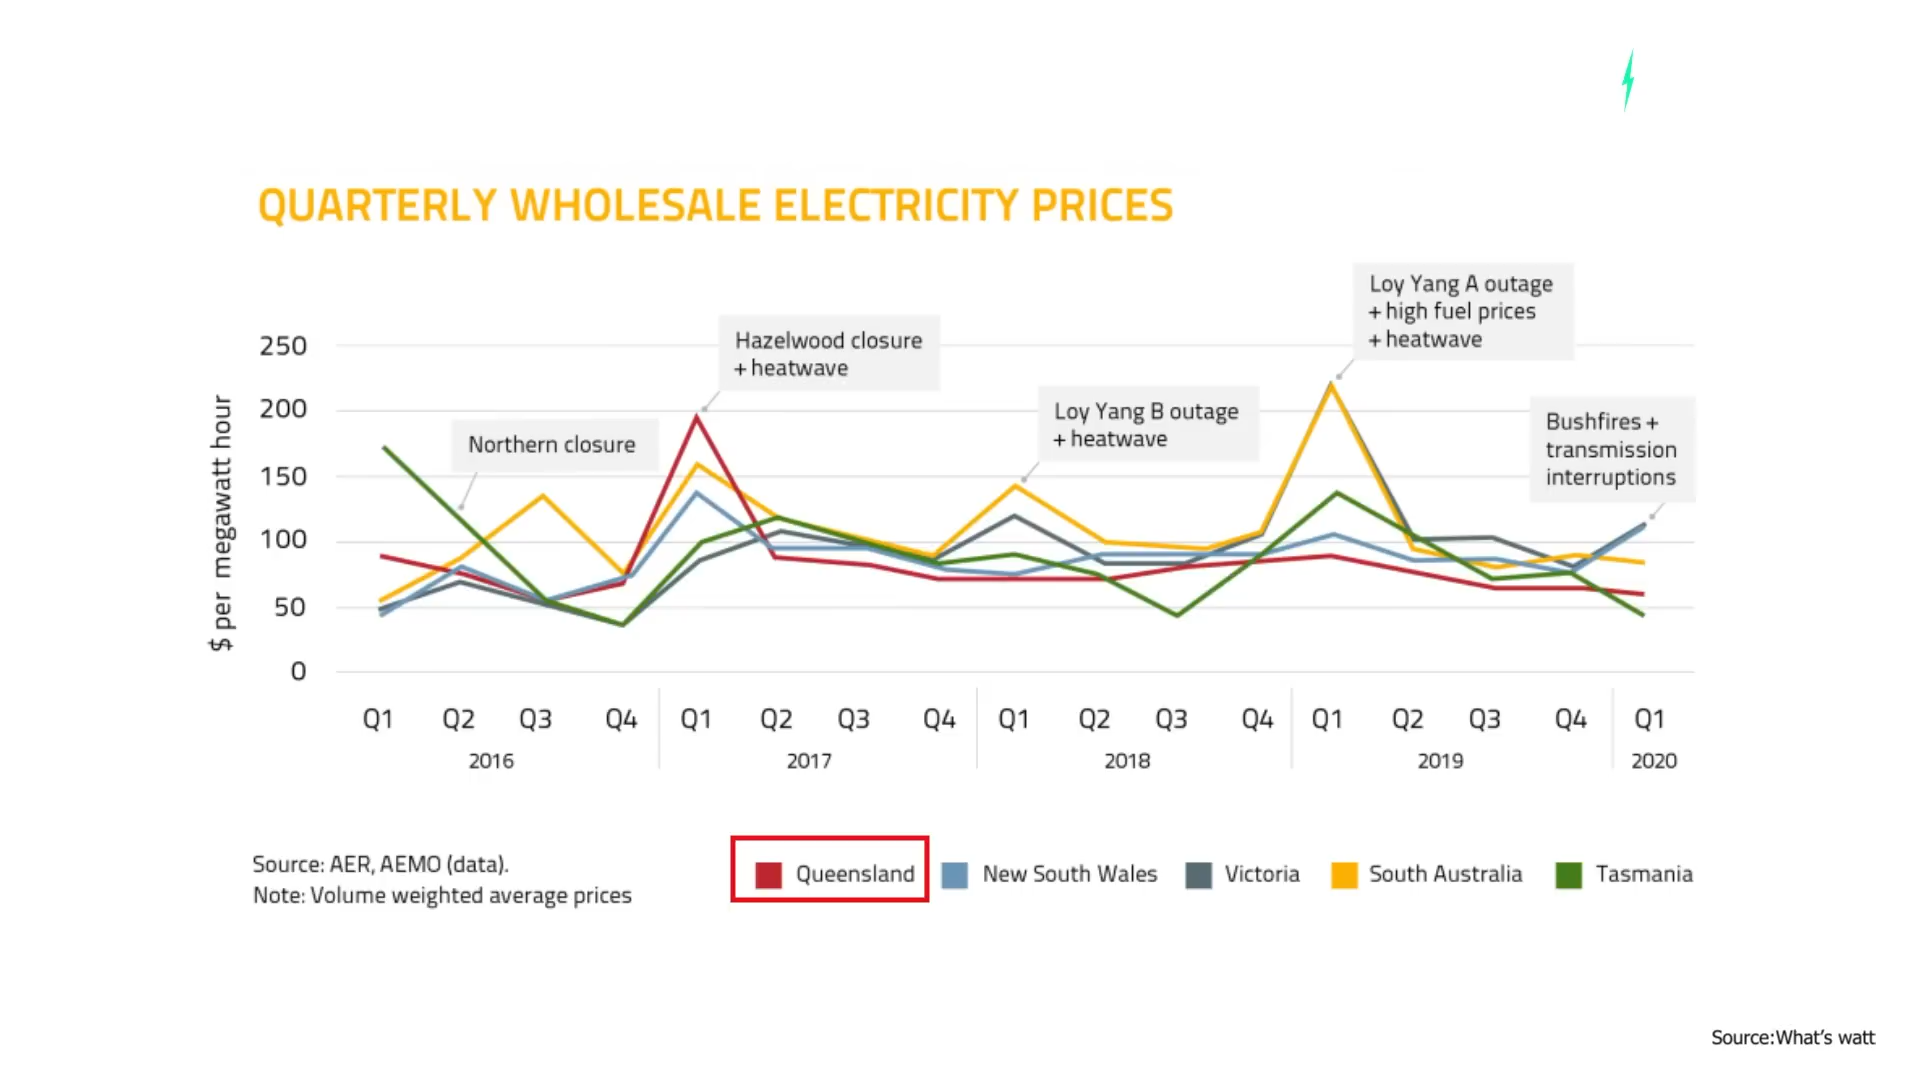 QUARTERLY WHOLESALE ELECTRICITY PRICES
Loy Yang A outage
+ high fuel prices
+ heatwave
Hazelwood closure
+ heatwave
Loy Yang B outage
+ heatwave
Bushfires +
transmission
interruptions
Northern closure
$ per megawatt hour
250
200
150
100
50
0
Q1 Q2 Q3 Q4 Q1 Q2 Q3 Q4 Q1 Q2 Q3 Q4 Q1 Q2 Q3 Q4 Q1
2016 2017 2018 2019 2020
Source: AER, AEMO (data).
Note: Volume weighted average prices
Queensland New South Wales Victoria South Australia Tasmania
Source:What's watt